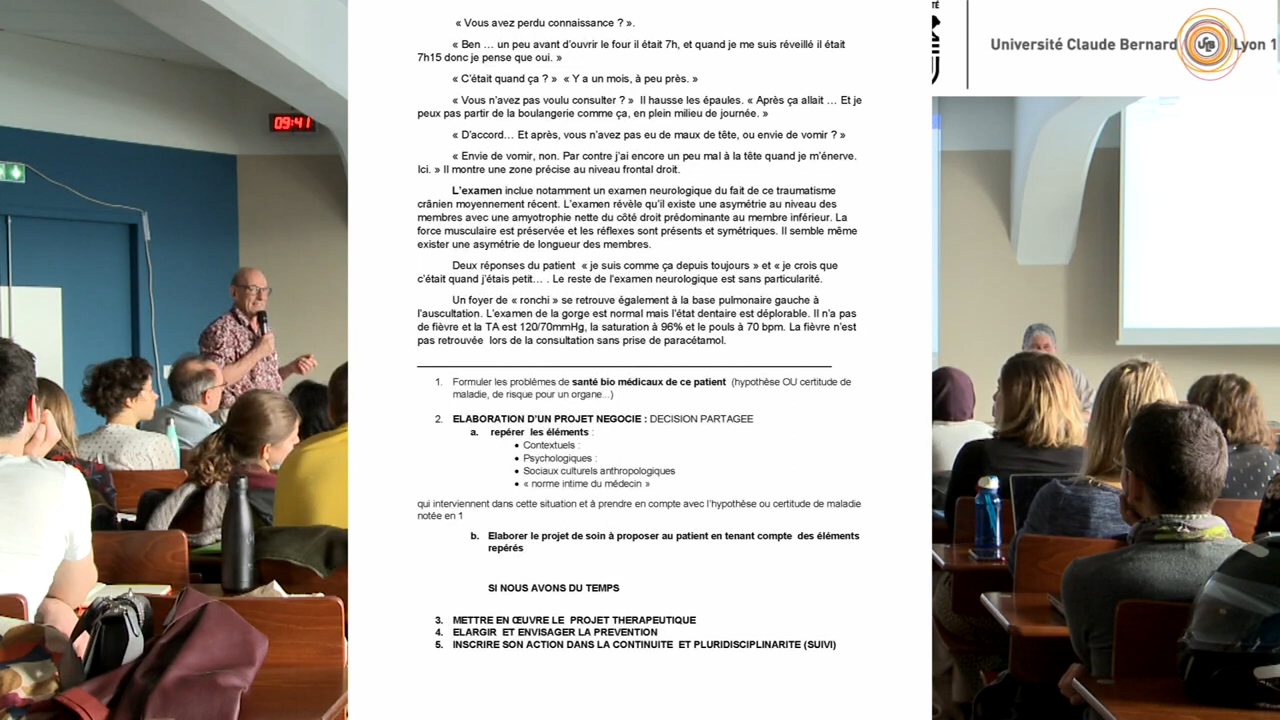 « Vous avez perdu connaissance ? ».
« Ben … un peu avant d'ouvrir le four il était 7h, et quand je me suis réveillé il était
7h15 donc je pense que oui. »
« C'était quand ça ? »  « Y a un mois, à peu près. »
« Vous n'avez pas voulu consulter ? »  Il hausse les épaules. « Après ça allait … Et je
peux pas partir de la boulangerie comme ça, en plein milieu de journée. »
« D'accord… Et après, vous n'avez pas eu de maux de tête, ou envie de vomir ? »
« Envie de vomir, non. Par contre j'ai encore un peu mal à la tête quand je m'énerve.
Ici. » Il montre une zone précise au niveau frontal droit.
L'examen inclue notamment un examen neurologique du fait de ce traumatisme
crânien moyennement récent. L'examen révèle qu'il existe une asymétrie au niveau des
membres avec une amyotrophie nette du côté droit prédominante au membre inférieur. La
force musculaire est préservée et les réflexes sont présents et symétriques. Il semble même
exister une asymétrie de longueur des membres.
Deux réponses du patient  « je suis comme ça depuis toujours » et « je crois que
c'était quand j'étais petit… . Le reste de l'examen neurologique est sans particularité.
Un foyer de « ronchi » se retrouve également à la base pulmonaire gauche à
l'auscultation. L'examen de la gorge est normal mais l'état dentaire est déplorable. Il n'a pas
de fièvre et la TA est 120/70mmHg, la saturation à 96% et le pouls à 70 bpm. La fièvre n'est
pas retrouvée  lors de la consultation sans prise de paracétamol.
1. Formuler les problèmes de santé bio médicaux de ce patient  (hypothèse OU certitude de
maladie, de risque pour un organe...)
2. ELABORATION D'UN PROJET NEGOCIE : DECISION PARTAGEE
a. repérer  les éléments :
• Contextuels :
• Psychologiques :
• Sociaux culturels anthropologiques
• « norme intime du médecin »
qui interviennent dans cette situation et à prendre en compte avec l'hypothèse ou certitude de maladie
notée en 1
b. Elaborer le projet de soin à proposer au patient en tenant compte  des éléments
repérés
SI NOUS AVONS DU TEMPS
3. METTRE EN ŒUVRE LE  PROJET THERAPEUTIQUE
4. ELARGIR  ET ENVISAGER LA PREVENTION
5. INSCRIRE SON ACTION DANS LA CONTINUITE  ET PLURIDISCIPLINARITE (SUIVI)
09:41
Université Claude Bernard Lyon 1